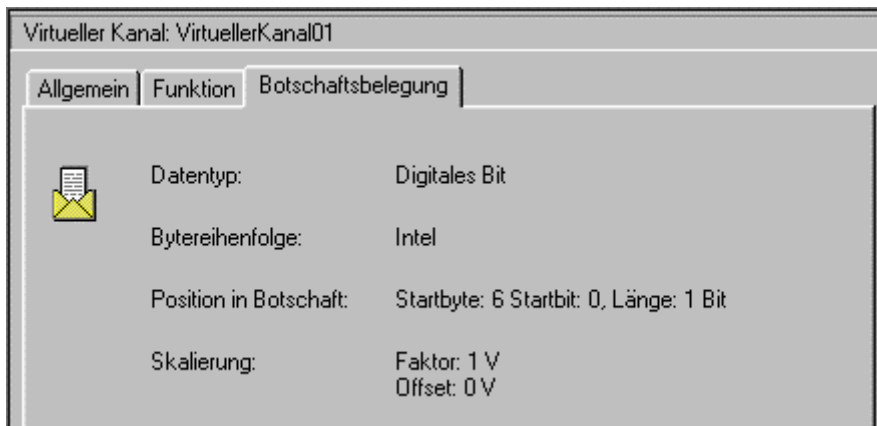 Virtueller Kanal: VirtuellerKanal01
Allgemein Funktion Botschaftsbelegung
Datentyp: Digitales Bit
Bytereihenfolge: Intel
Position in Botschaft: Startbyte: 6 Startbit: 0, Länge: 1 Bit
Skalierung: Faktor: 1 V
Offset: 0 V